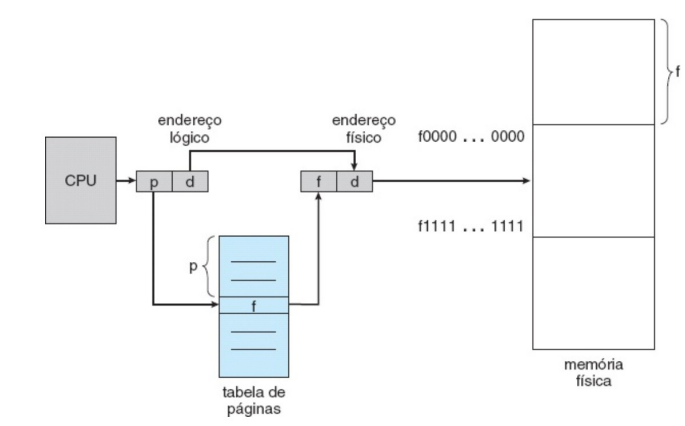 endereço
lógico
endereço
físico
f0000 ... 0000
f
CPU
p
d
f
d
f1111 ... 1111
p
f
tabela de
páginas
memória
física